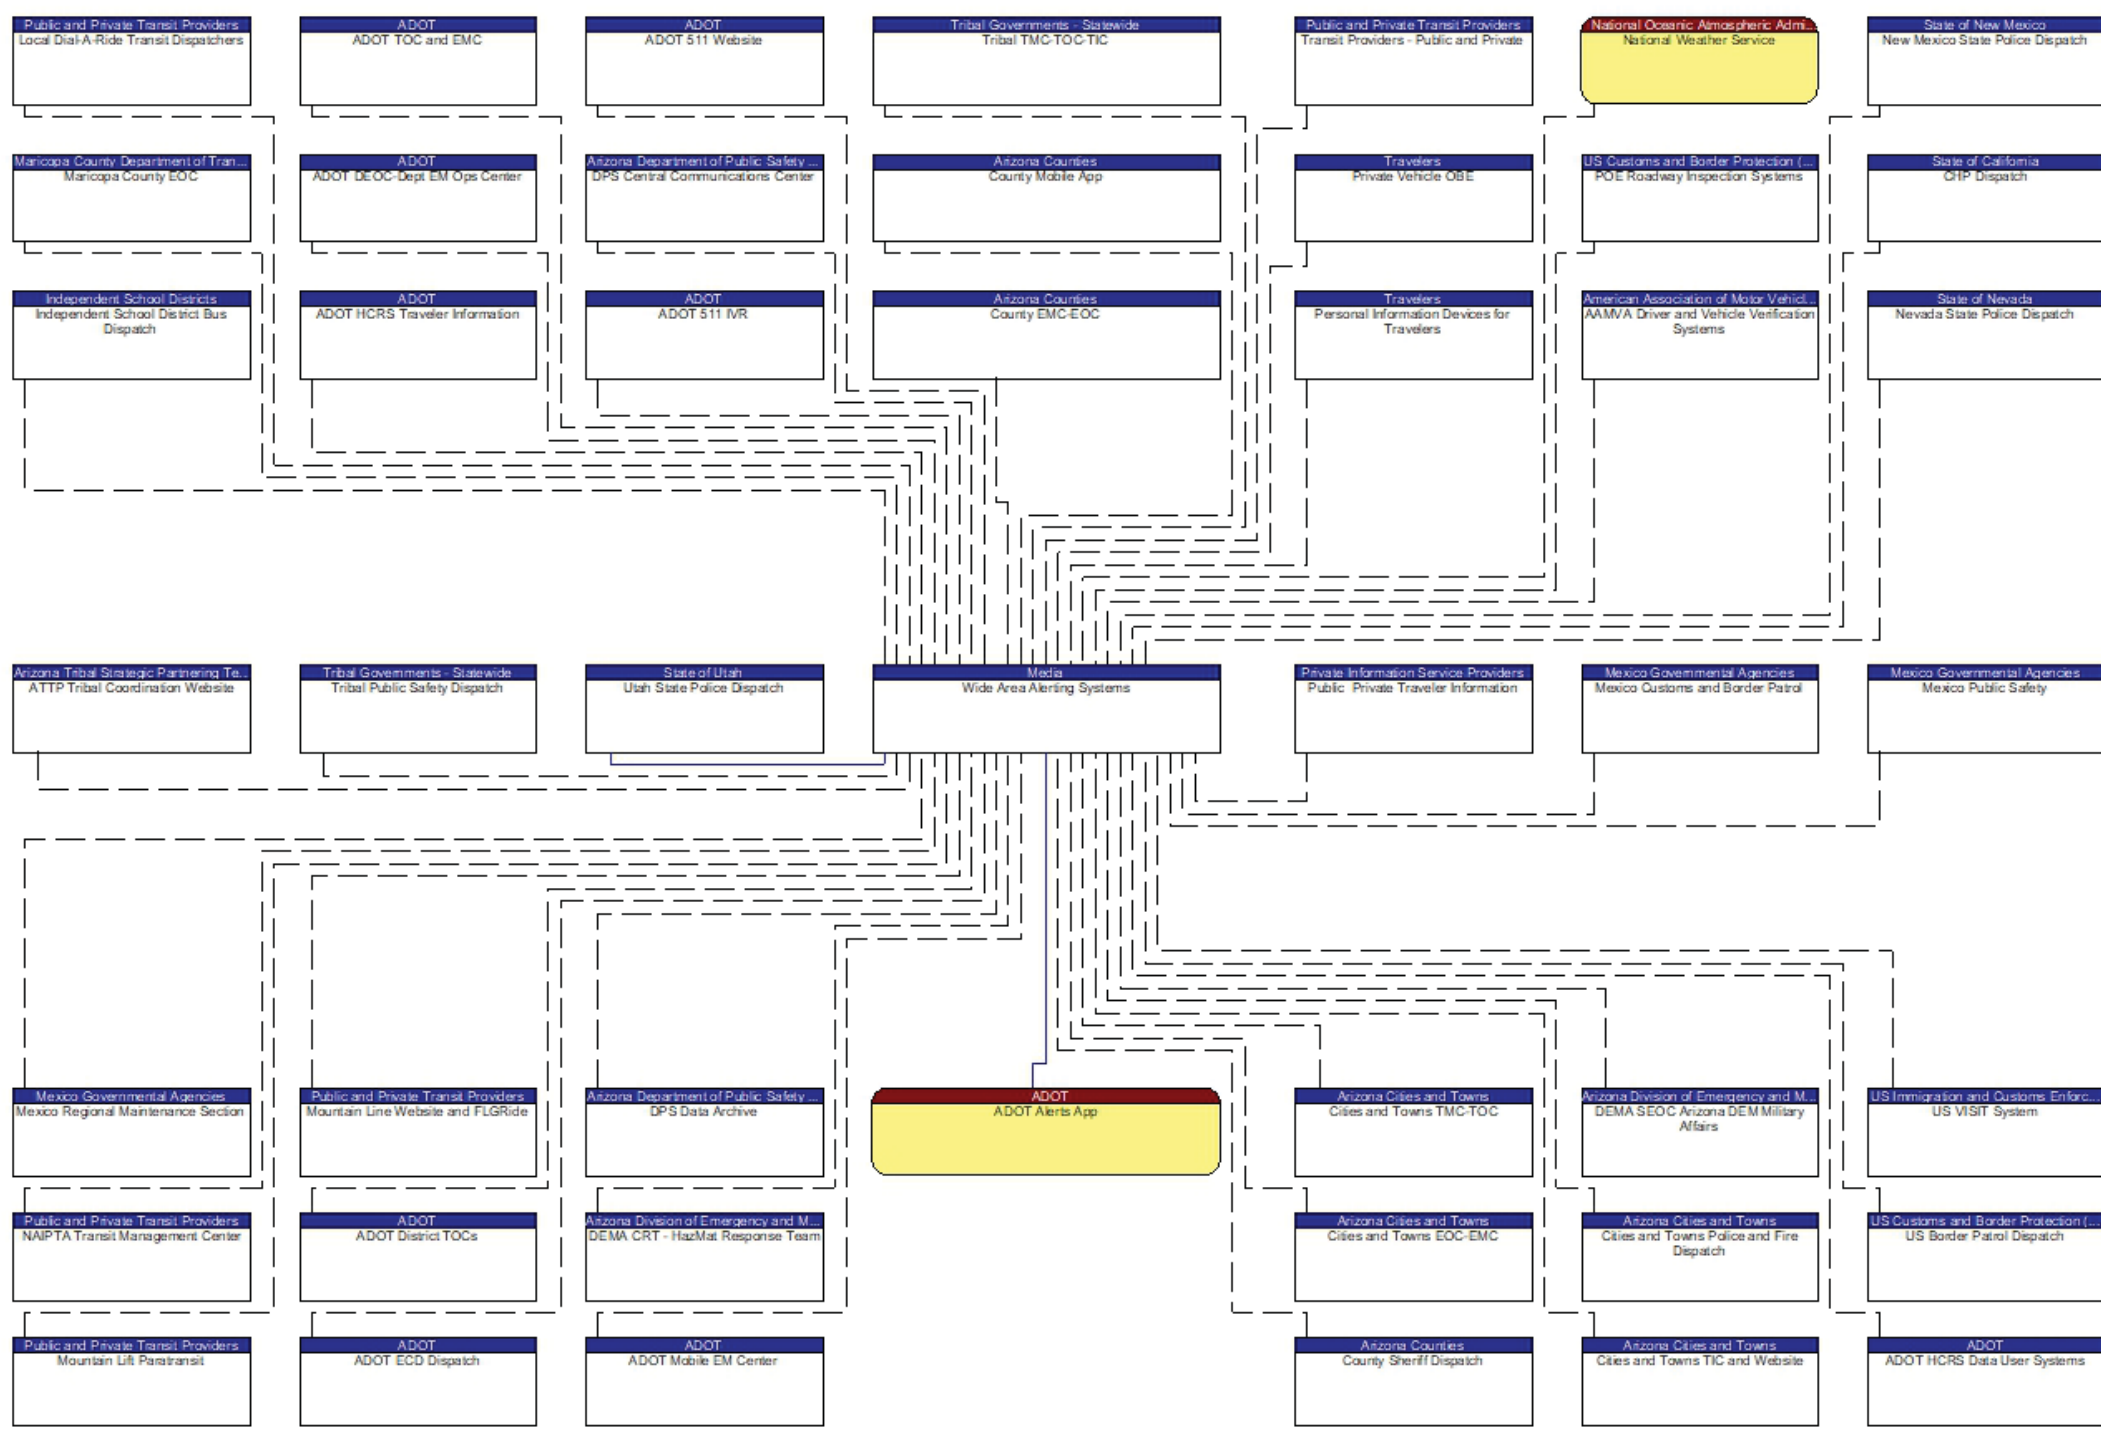 Public and Private Transit Providers
Local Dial-A-Ride Transit Dispatchers
ADOT
ADOT TOC and EMC
ADOT
ADOT 511 Website
Tribal Governments - Statewide
Tribal TMC-TOC-TIC
Public and Private Transit Providers
Transit Providers - Public and Private
National Oceanic Atmospheric Admi...
National Weather Service
State of New Mexico
New Mexico State Police Dispatch
Maricopa County Department of Tran...
Maricopa County EOC
ADOT
ADOT DEOC-Dept EM Ops Center
Arizona Department of Public Safety ...
DPS Central Communications Center
Arizona Counties
County Mobile App
Travelers
Private Vehicle OBE
US Customs and Border Protection (...
POE Roadway Inspection Systems
State of California
CHP Dispatch
Independent School Districts
Independent School District Bus
Dispatch
ADOT
ADOT HCRS Traveler Information
ADOT
ADOT 511 IVR
Arizona Counties
County EMC-EOC
Travelers
Personal Information Devices for
Travelers
American Association of Motor Vehicl...
AAMVA Driver and Vehicle Verification
Systems
State of Nevada
Nevada State Police Dispatch
Arizona Tribal Strategic Partnering Te...
ATTP Tribal Coordination Website
Tribal Governments - Statewide
Tribal Public Safety Dispatch
State of Utah
Utah State Police Dispatch
Media
Wide Area Alerting Systems
Private Information Service Providers
Public  Private Traveler Information
Mexico Governmental Agencies
Mexico Customs and Border Patrol
Mexico Governmental Agencies
Mexico Public Safety
Mexico Governmental Agencies
Mexico Regional Maintenance Section
Public and Private Transit Providers
Mountain Line Website and FLGRide
Arizona Department of Public Safety ...
DPS Data Archive
ADOT
ADOT Alerts App
Arizona Cities and Towns
Cities and Towns TMC-TOC
Arizona Division of Emergency and M...
DEMA SEOC Arizona DEM Military
Affairs
US Immigration and Customs Enforc...
US VISIT System
Public and Private Transit Providers
NAIPTA Transit Management Center
ADOT
ADOT District TOCs
Arizona Division of Emergency and M...
DEMA CRT - HazMat Response Team
Arizona Cities and Towns
Cities and Towns EOC-EMC
Arizona Cities and Towns
Cities and Towns Police and Fire
Dispatch
US Customs and Border Protection (...
US Border Patrol Dispatch
Public and Private Transit Providers
Mountain Lift Paratransit
ADOT
ADOT ECD Dispatch
ADOT
ADOT Mobile EM Center
Arizona Counties
County Sheriff Dispatch
Arizona Cities and Towns
Cities and Towns TIC and Website
ADOT
ADOT HCRS Data User Systems